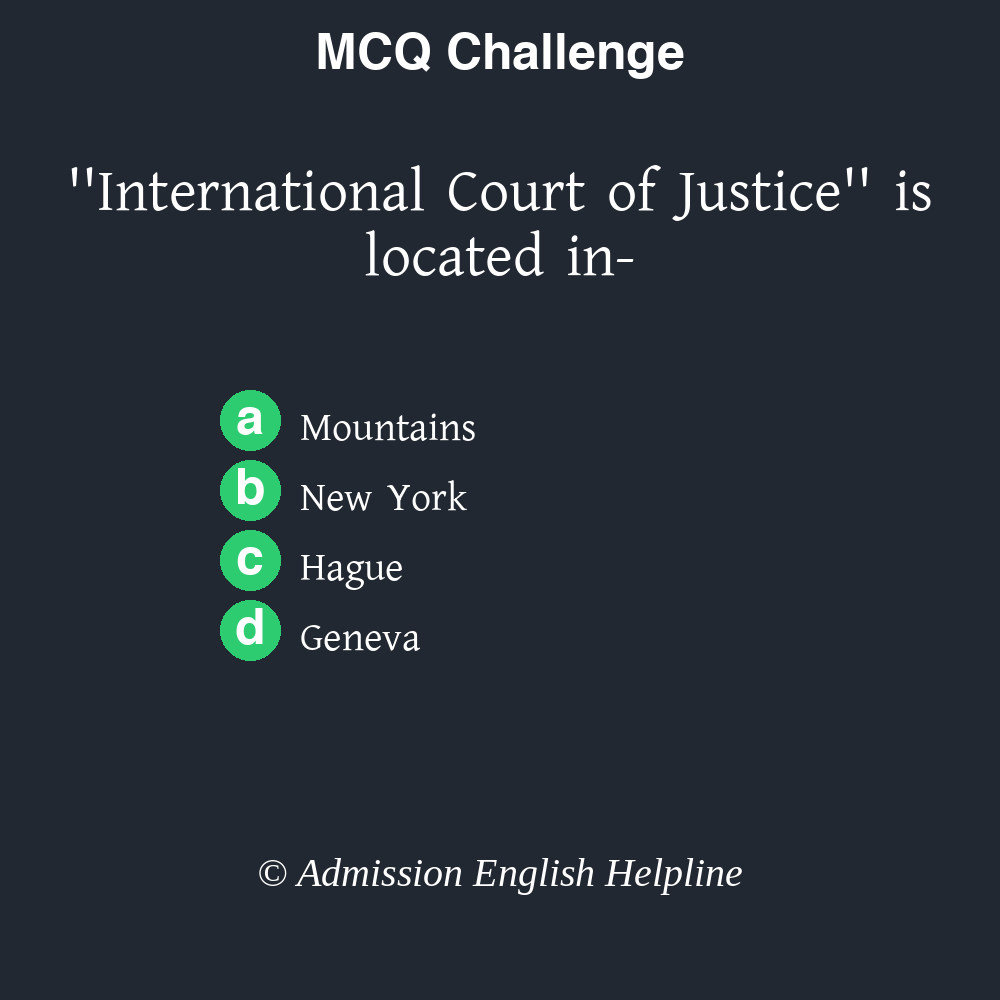 MCQ Challenge
"International Court of Justice" is
located in-
a Mountains
b New York
c Hague
d Geneva
© Admission English Helpline